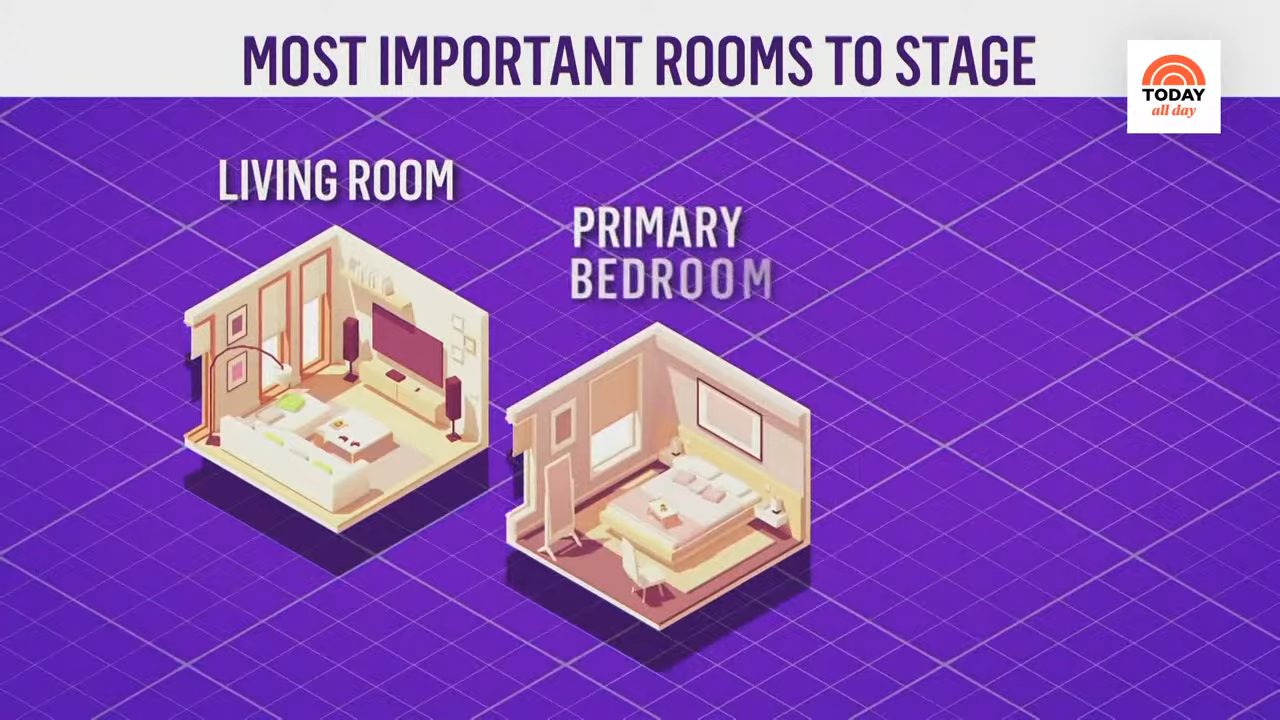 MOST IMPORTANT ROOMS TO STAGE
TODAY
all day
LIVING ROOM
PRIMARY
BEDROOM